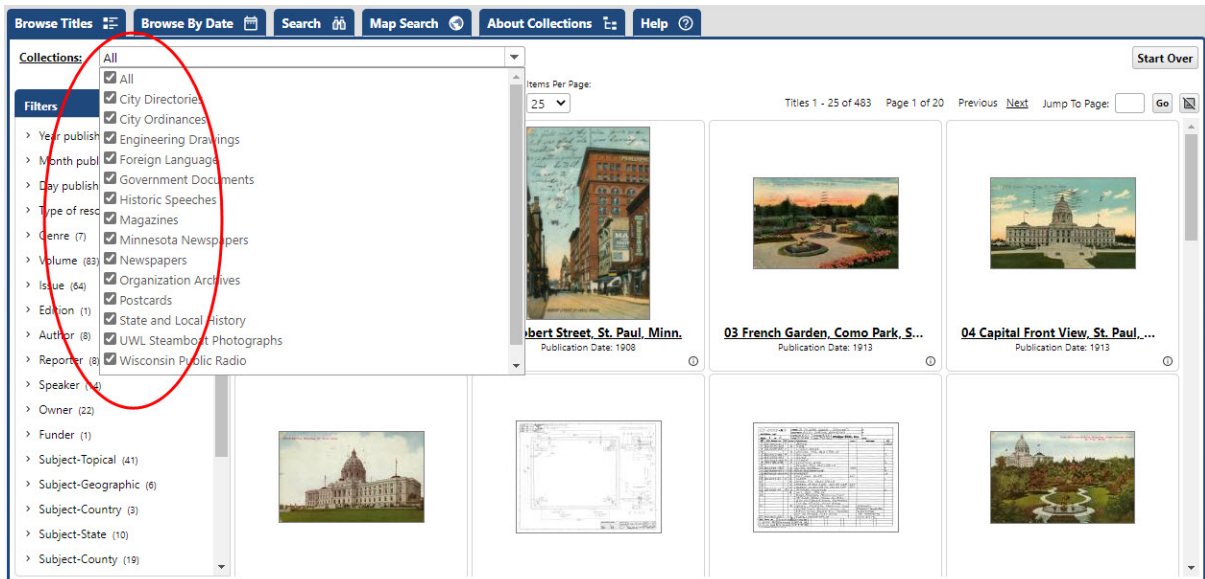 Browse Titles
Browse By Date
Search
Map Search
About Collections
Help
Collections:
All
Start Over
All
City Directories
City Ordinances
Engineering Drawings
Foreign Language
Government Documents
Historic Speeches
Magazines
Minnesota Newspapers
Newspapers
Organization Archives
Postcards
State and Local History
UWL Steamboat Photographs
Wisconsin Public Radio
Items Per Page:
25
Titles 1 - 25 of 483 Page 1 of 20 Previous Next Jump To Page: Go
Filters
Year publish
Month publ
Day publish
Type of reso
Genre (7)
Volume (83)
Issue (64)
Edition (1)
Author (8)
Reporter (8)
Speaker (14)
Owner (22)
Funder (1)
Subject-Topical (41)
Subject-Geographic (6)
Subject-Country (3)
Subject-State (10)
Subject-County (19)
obert Street, St. Paul, Minn.
Publication Date: 1908
03 French Garden, Como Park, S...
Publication Date: 1913
04 Capital Front View, St. Paul, ...
Publication Date: 1913